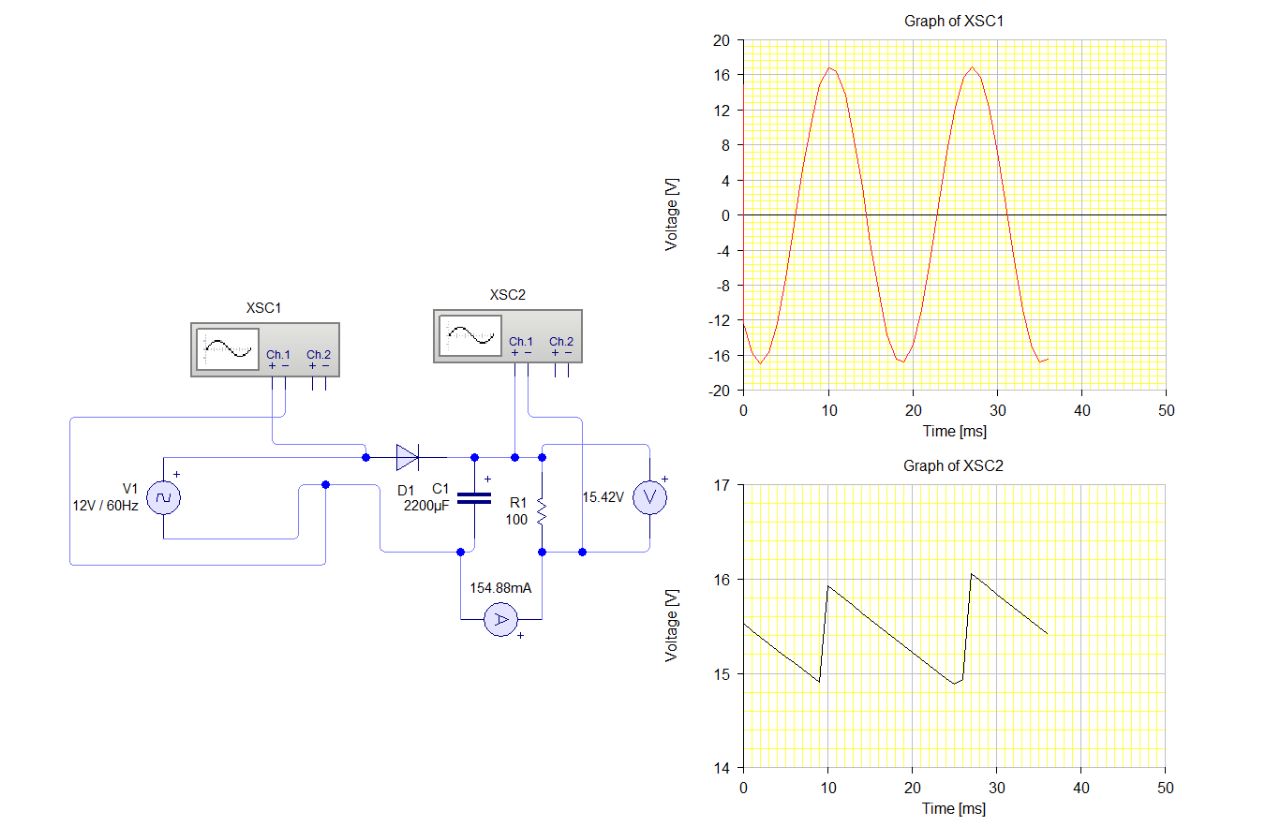 Graph of XSC1
20
16
12
8
4
0
-4
-8
-12
-16
-20
Voltage [V]
0 10 20 30 40 50
Time [ms]
XSC1
Ch.1 Ch.2
+ − + −
XSC2
Ch.1 Ch.2
+ − + −
V1
12V / 60Hz
+
D1
C1
2200µF
+
R1
100
15.42V
V
+
154.88mA
A
+
Graph of XSC2
17
16
15
14
Voltage [V]
0 10 20 30 40 50
Time [ms]